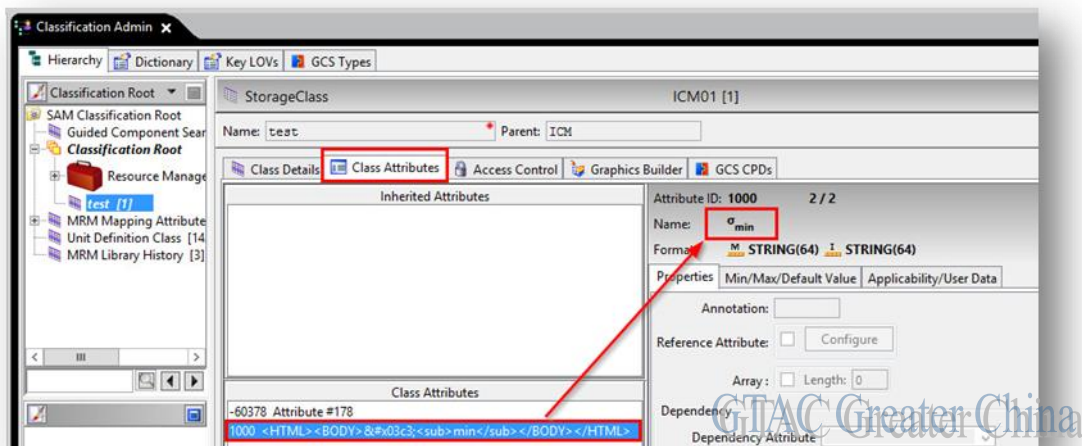 Classification Admin
Hierarchy Dictionary Key LOVs GCS Types
Classification Root
SAM Classification Root
Guided Component Sear
Classification Root
Resource Manage
test [1]
MRM Mapping Attribute
Unit Definition Class [14
MRM Library History [3]
StorageClass ICM01 [1]
Name: test * Parent: ICM
Class Details Class Attributes Access Control Graphics Builder GCS CPDs
Inherited Attributes
Class Attributes
-60378 Attribute #178
1000 <HTML><BODY>&#x03c3;<sub>min</sub></BODY></HTML>
Attribute ID: 1000 2 / 2
Name: σmin
Format: M STRING(64) I STRING(64)
Properties Min/Max/Default Value Applicability/User Data
Annotation:
Reference Attribute: Configure
Array : Length: 0
Dependency
Dependency Attribute
GTAC Greater China